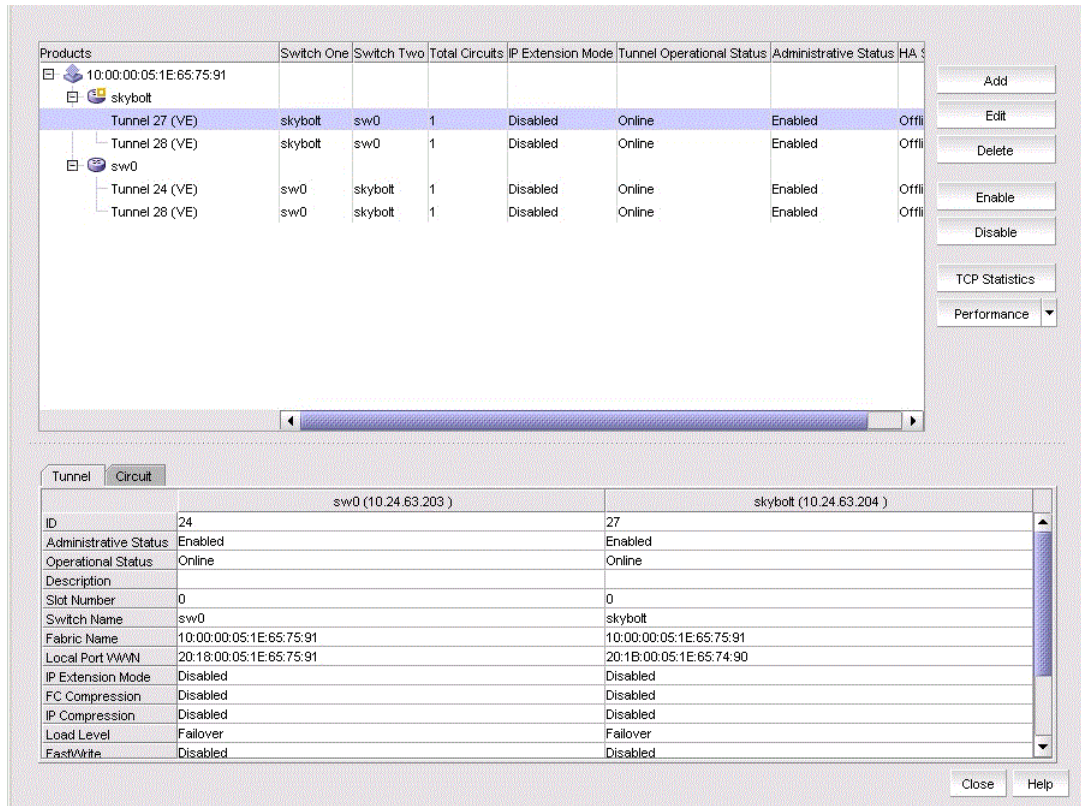 Products Switch One Switch Two Total Circuits IP Extension Mode Tunnel Operational Status Administrative Status HA S
10:00:00:05:1E:65:75:91
skybolt
Tunnel 27 (VE) skybolt sw0 1 Disabled Online Enabled Offli
Tunnel 28 (VE) skybolt sw0 1 Disabled Online Enabled Offli
sw0
Tunnel 24 (VE) sw0 skybolt 1 Disabled Online Enabled Offli
Tunnel 28 (VE) sw0 skybolt 1 Disabled Online Enabled Offli
Add
Edit
Delete
Enable
Disable
TCP Statistics
Performance
Tunnel Circuit
sw0 (10.24.63.203 ) skybolt (10.24.63.204 )
ID 24 27
Administrative Status Enabled Enabled
Operational Status Online Online
Description
Slot Number 0 0
Switch Name sw0 skybolt
Fabric Name 10:00:00:05:1E:65:75:91 10:00:00:05:1E:65:75:91
Local Port WWN 20:18:00:05:1E:65:75:91 20:1B:00:05:1E:65:74:90
IP Extension Mode Disabled Disabled
FC Compression Disabled Disabled
IP Compression Disabled Disabled
Load Level Failover Failover
FastWrite Disabled Disabled
Close Help